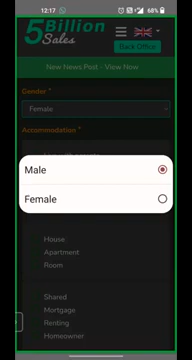 12:17
68%
5 Billion
Sales
Back Office
New News Post - View Now
Gender *
Female
Accommodation *
Male
Female
House:
Apartment
Room
Shared
Mortgage
Renting
Homeowner